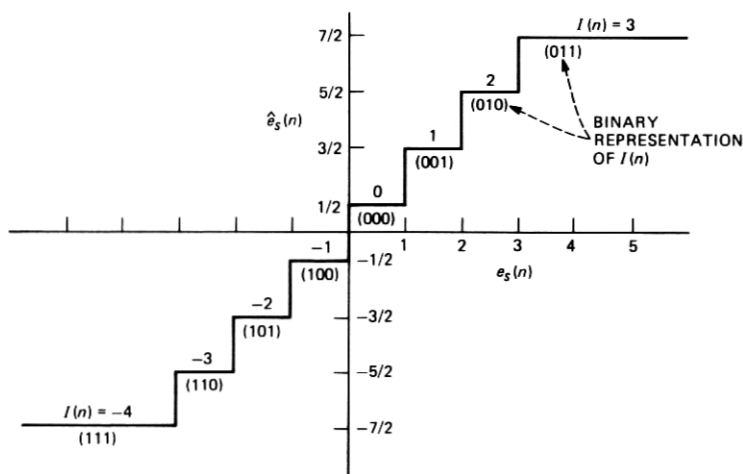 7/2
I(n) = 3
(011)
5/2
2
(010)
ê_S(n)
BINARY
REPRESENTATION
OF I(n)
3/2
1
(001)
1/2
0
(000)
1 2 3 4 5
e_S(n)
−1
(100)
−1/2
−2
(101)
−3/2
−3
(110)
−5/2
I(n) = −4
(111)
−7/2